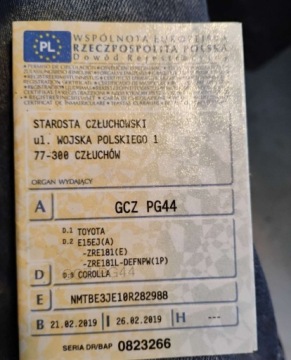 PL
WSPÓLNOTA EUROPEJSKA
RZECZPOSPOLITA POLSKA
Dowód Rejestracyjny
STAROSTA CZŁUCHOWSKI
ul. WOJSKA POLSKIEGO 1
77-300 CZŁUCHÓW
ORGAN WYDAJĄCY
A GCZ PG44
D.1 TOYOTA
D.2 E15EJ(A)
-ZRE181(E)
-ZRE181L-DEFNPW(1P)
D D.3 COROLLA
E NMTBE3JE10R282988
B 21.02.2019 I 26.02.2019 H ---
SERIA DR/BAP 0823266